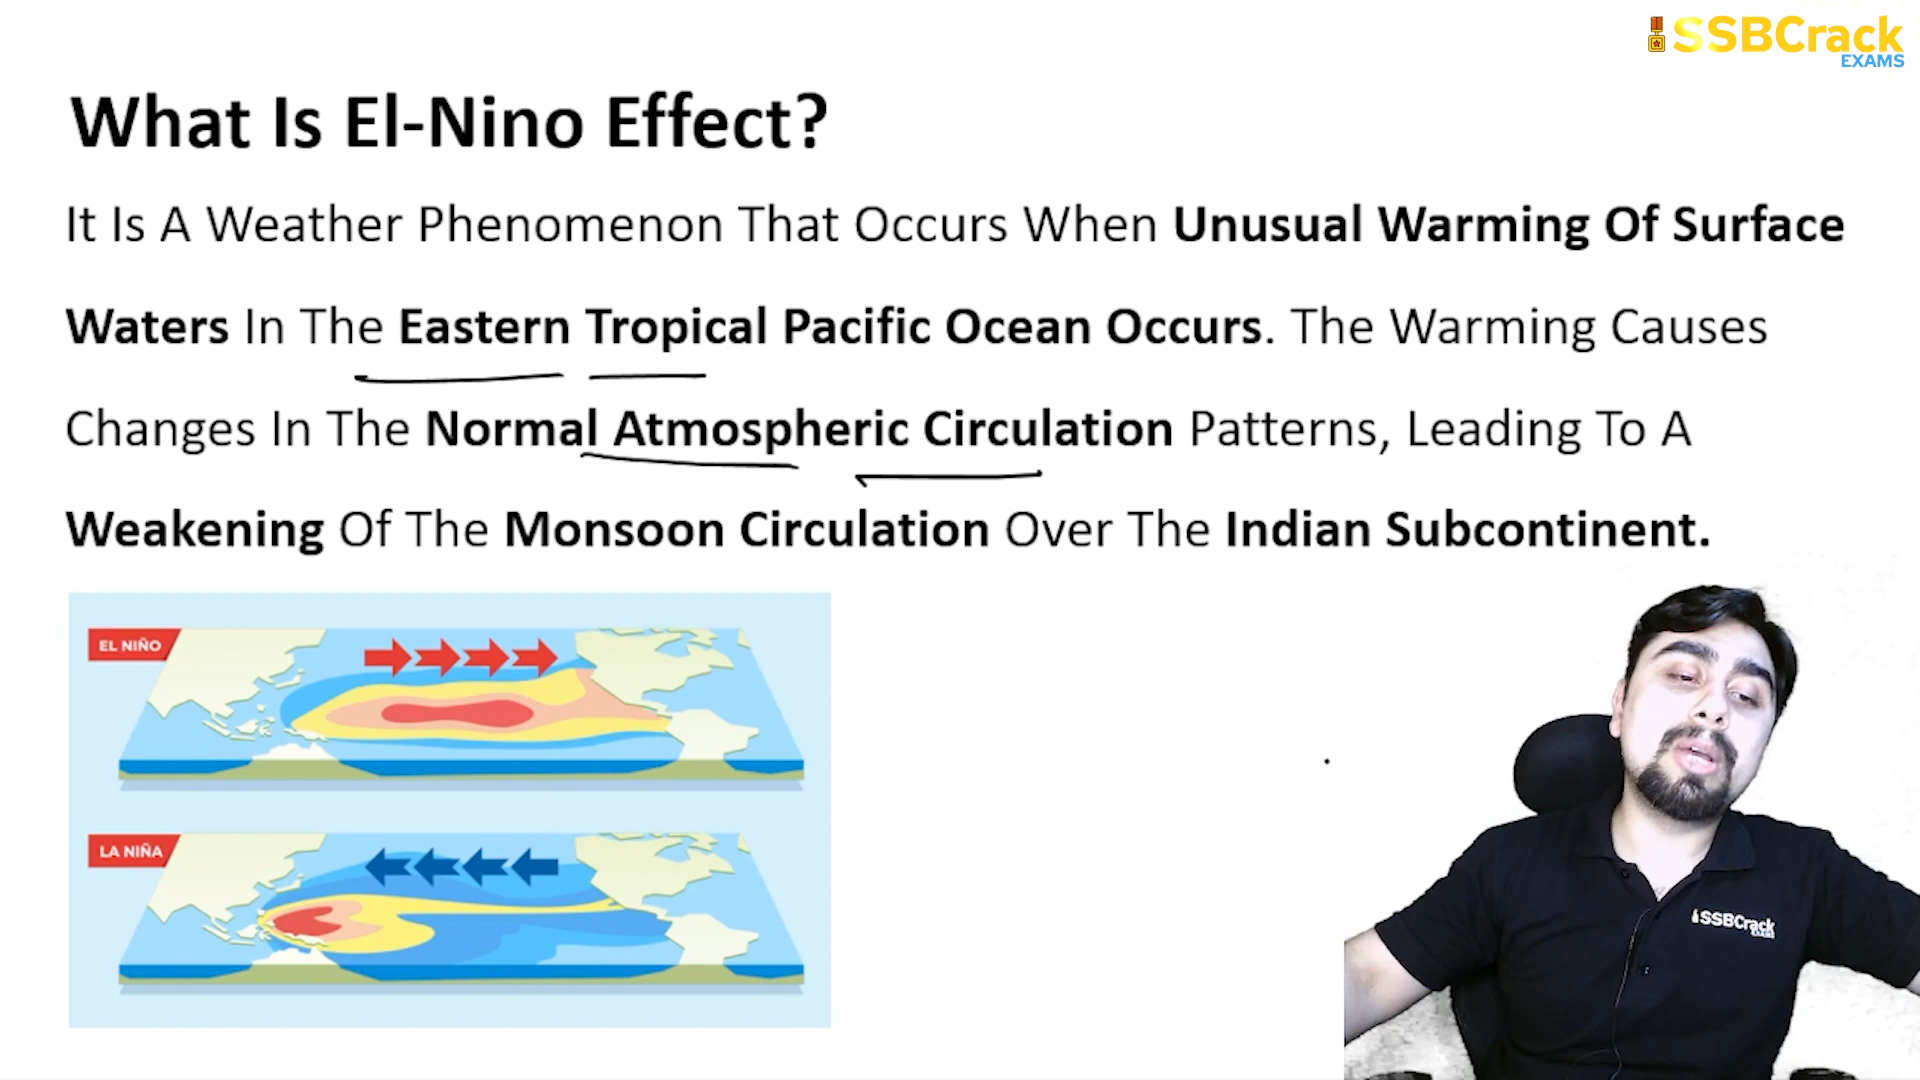 SSBCrack
EXAMS
What Is El-Nino Effect?
It Is A Weather Phenomenon That Occurs When Unusual Warming Of Surface
Waters In The Eastern Tropical Pacific Ocean Occurs. The Warming Causes
Changes In The Normal Atmospheric Circulation Patterns, Leading To A
Weakening Of The Monsoon Circulation Over The Indian Subcontinent.
EL NIÑO
LA NIÑA
SSBCrack
EXAMS